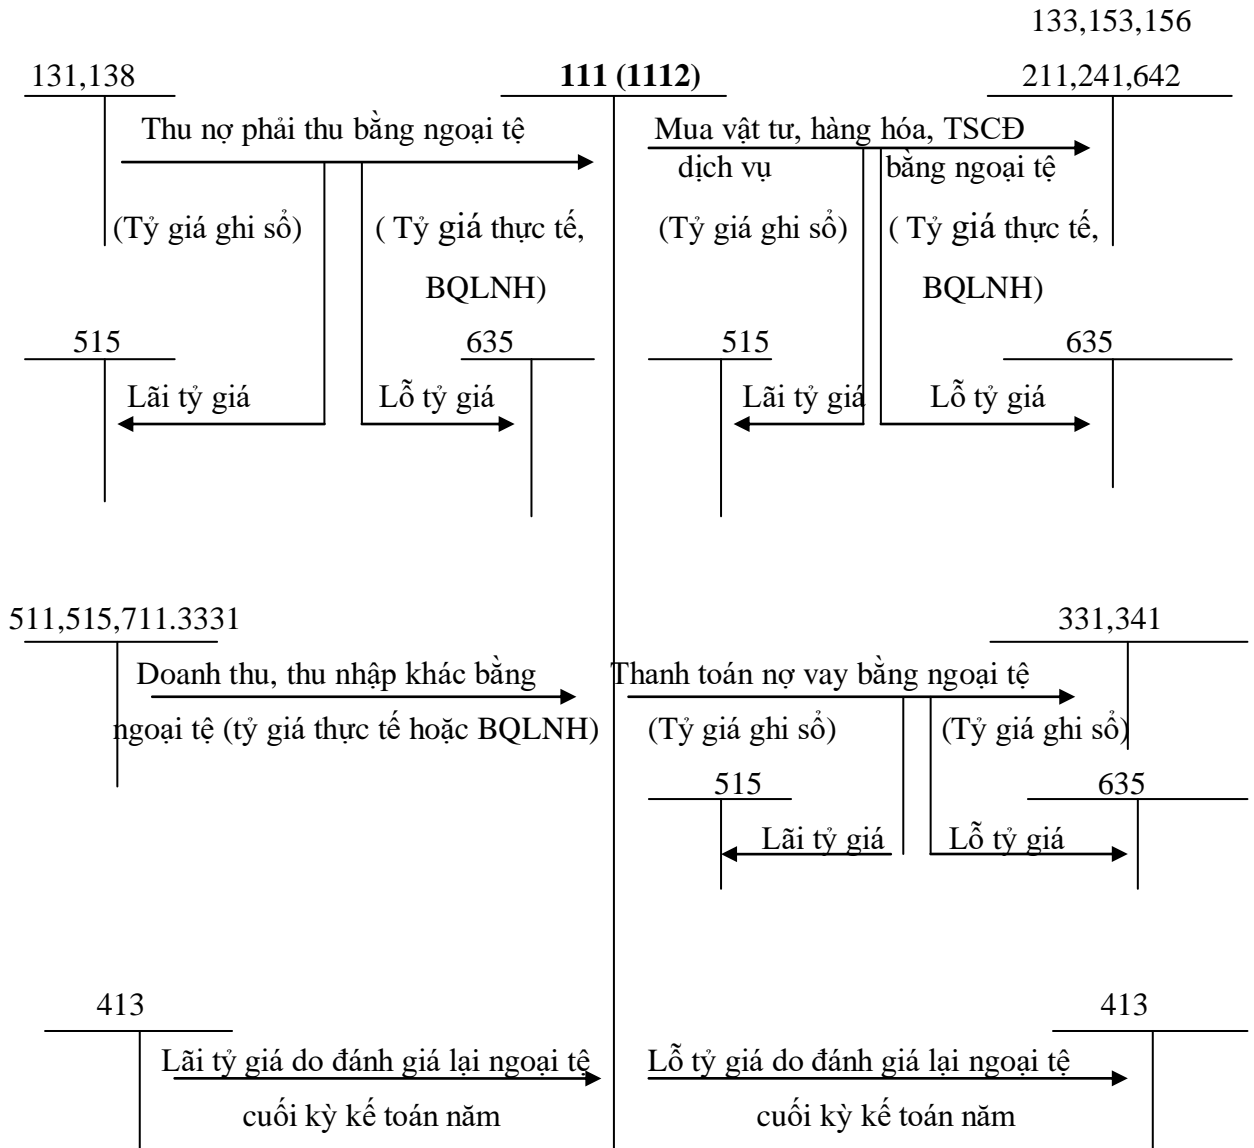 133,153,156
131,138
111 (1112)
211,241,642
Thu nợ phải thu bằng ngoại tệ
Mua vật tư, hàng hóa, TSCĐ
dịch vụ
bằng ngoại tệ
(Tỷ giá ghi sổ)
( Tỷ giá thực tế,
BQLNH)
(Tỷ giá ghi sổ)
( Tỷ giá thực tế,
BQLNH)
515
635
515
635
Lãi tỷ giá
Lỗ tỷ giá
Lãi tỷ giá
Lỗ tỷ giá
511,515,711.3331
331,341
Doanh thu, thu nhập khác bằng
ngoại tệ (tỷ giá thực tế hoặc BQLNH)
Thanh toán nợ vay bằng ngoại tệ
(Tỷ giá ghi sổ)
(Tỷ giá ghi sổ)
515
635
Lãi tỷ giá
Lỗ tỷ giá
413
413
Lãi tỷ giá do đánh giá lại ngoại tệ
cuối kỳ kế toán năm
Lỗ tỷ giá do đánh giá lại ngoại tệ
cuối kỳ kế toán năm